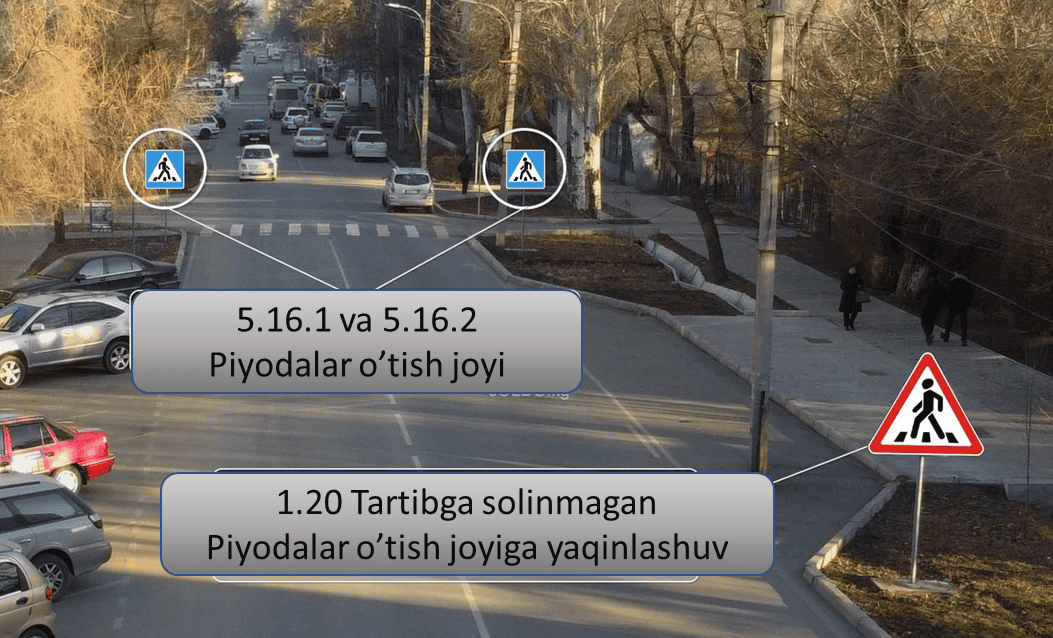 5.16.1 va 5.16.2
Piyodalar o’tish joyi
1.20 Tartibga solinmagan
Piyodalar o’tish joyiga yaqinlashuv